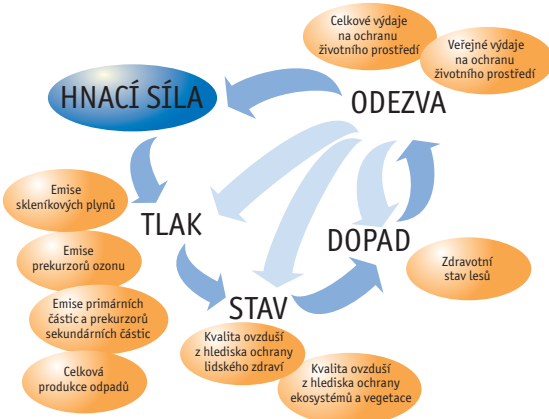 Celkové výdaje
na ochranu
životního prostředí
Veřejné výdaje
na ochranu
životního prostředí
HNACÍ SÍLA
ODEZVA
Emise
skleníkových plynů
TLAK
Emise
prekurzorů ozonu
DOPAD
Zdravotní
stav lesů
Emise primárních
částic a prekurzorů
sekundárních částic
STAV
Kvalita ovzduší
z hlediska ochrany
lidského zdraví
Celková
produkce odpadů
Kvalita ovzduší
z hlediska ochrany
ekosystémů a vegetace